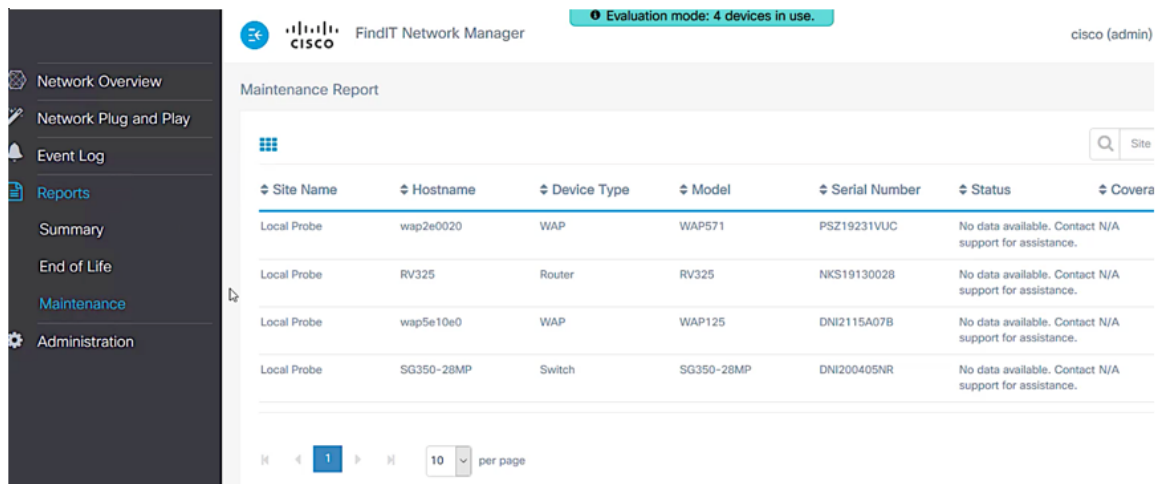 Evaluation mode: 4 devices in use.
CISCO FindIT Network Manager cisco (admin)
Network Overview
Network Plug and Play
Event Log
Reports
Summary
End of Life
Maintenance
Administration
Maintenance Report
Site
Site Name Hostname Device Type Model Serial Number Status Covera
Local Probe wap2e0020 WAP WAP571 PSZ19231VUC No data available. Contact N/A
support for assistance.
Local Probe RV325 Router RV325 NKS19130028 No data available. Contact N/A
support for assistance.
Local Probe wap5e10e0 WAP WAP125 DNI2115A07B No data available. Contact N/A
support for assistance.
Local Probe SG350-28MP Switch SG350-28MP DNI200405NR No data available. Contact N/A
support for assistance.
1 10 per page